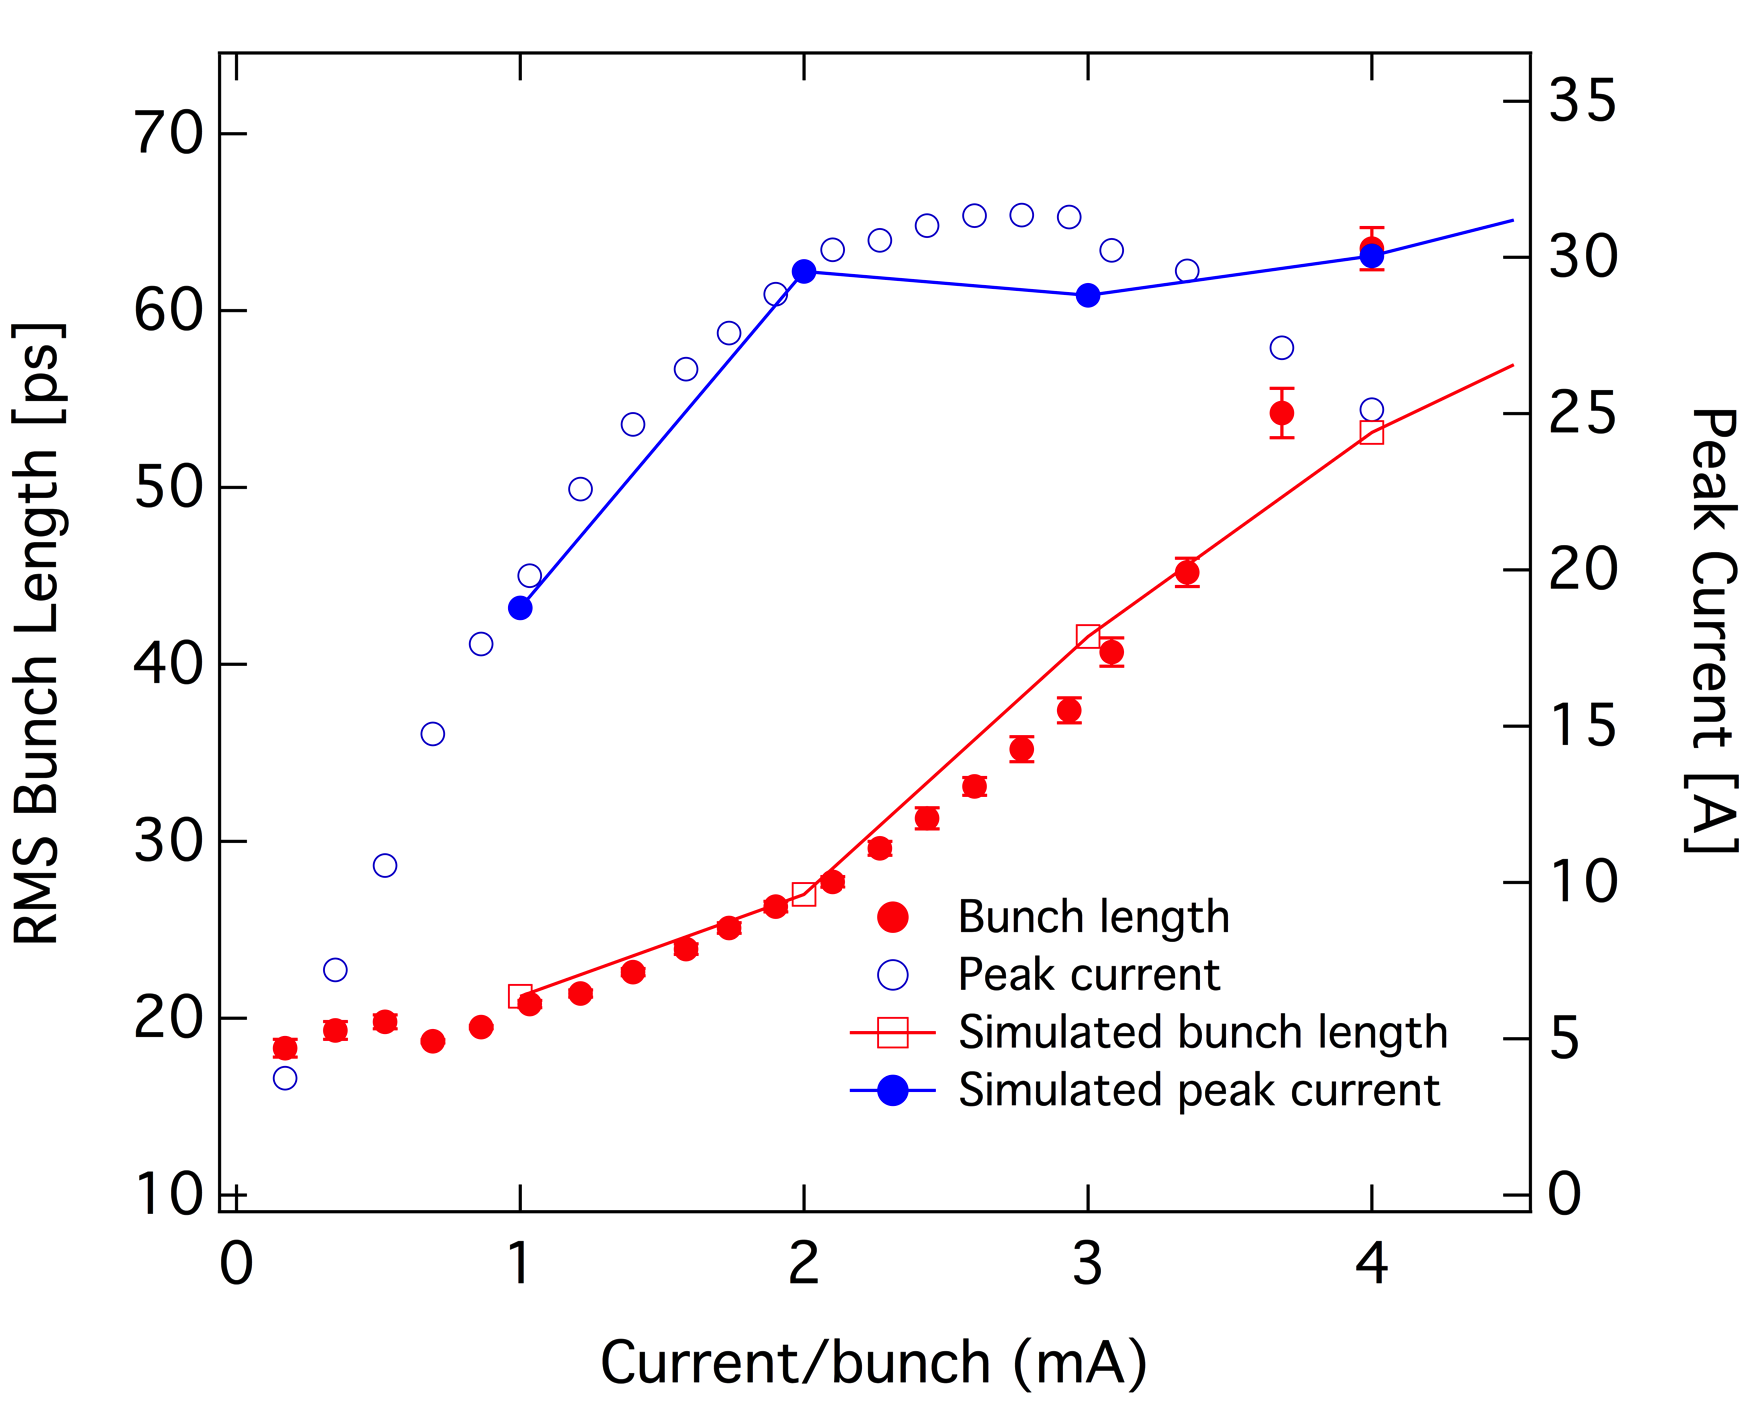 RMS Bunch Length [ps]
70
60
50
40
30
20
10
35
30
25
20
15
10
5
0
Peak Current [A]
Bunch length
Peak current
Simulated bunch length
Simulated peak current
0 1 2 3 4
Current/bunch (mA)